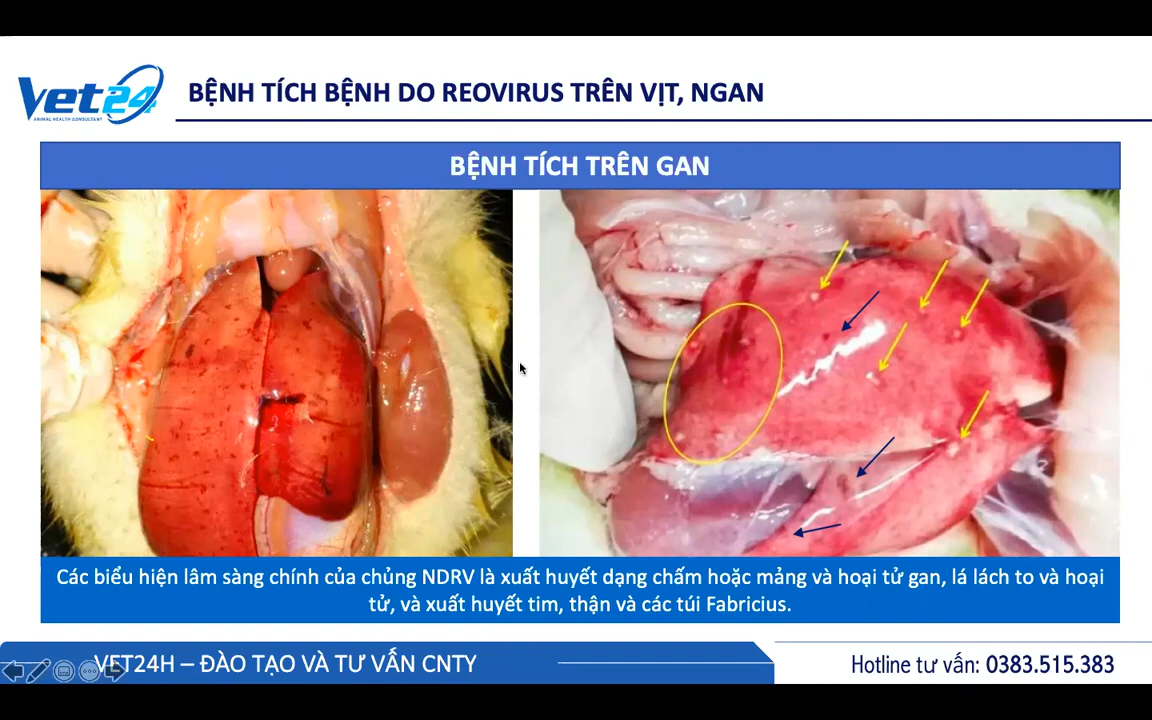 Vet24
ANIMAL HEALTH CONSULTANT
BỆNH TÍCH BỆNH DO REOVIRUS TRÊN VỊT, NGAN
BỆNH TÍCH TRÊN GAN
Các biểu hiện lâm sàng chính của chủng NDRV là xuất huyết dạng chấm hoặc mảng và hoại tử gan, lá lách to và hoại
tử, và xuất huyết tim, thận và các túi Fabricius.
VET24H – ĐÀO TẠO VÀ TƯ VẤN CNTY
Hotline tư vấn: 0383.515.383